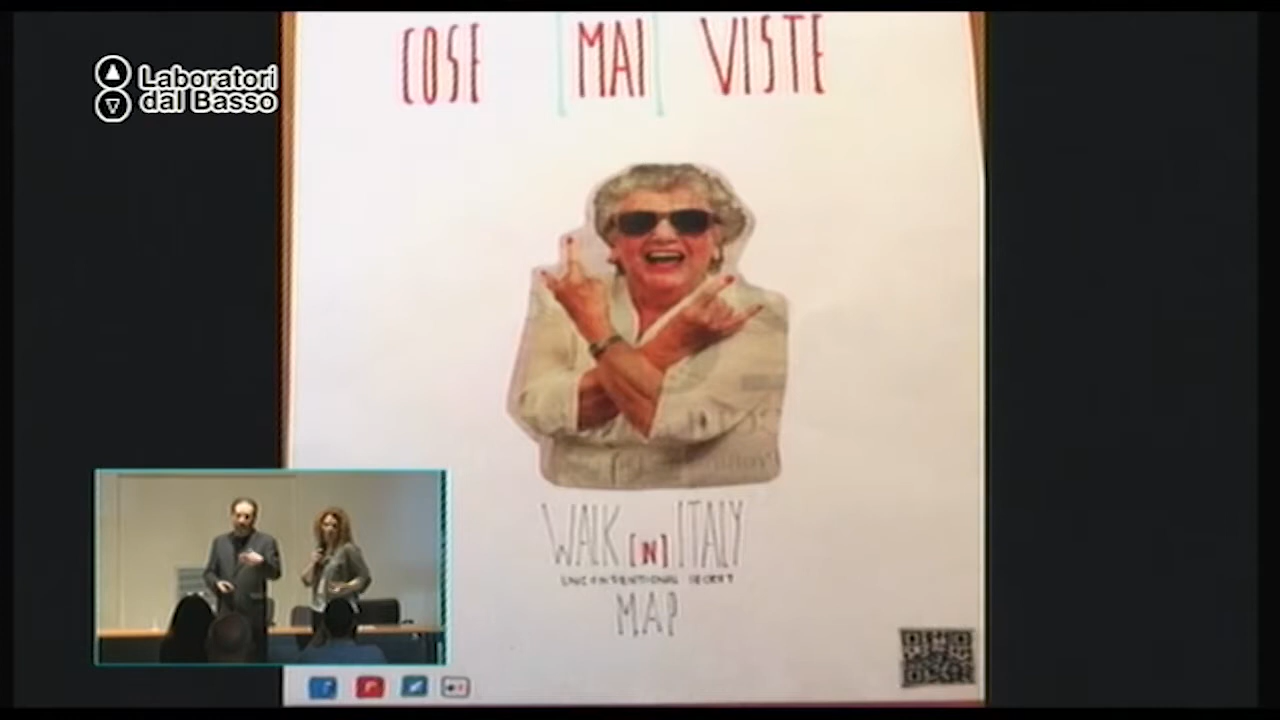 COSE [MAI] VISTE
Laboratori
dal Basso
WALK [IN] ITALY
UNCONVENTIONAL SECRET
MAP